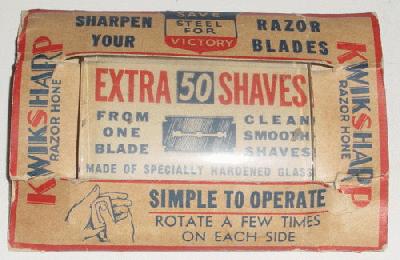 SHARPEN YOUR
SAVE
STEEL
FOR
VICTORY
RAZOR BLADES
KWIKSHARP
RAZOR HONE
EXTRA 50 SHAVES
FROM ONE BLADE
CLEAN SMOOTH SHAVES!
MADE OF SPECIALLY HARDENED GLASS
KWIKSHARP
RAZOR HONE
SIMPLE TO OPERATE
ROTATE A FEW TIMES
ON EACH SIDE